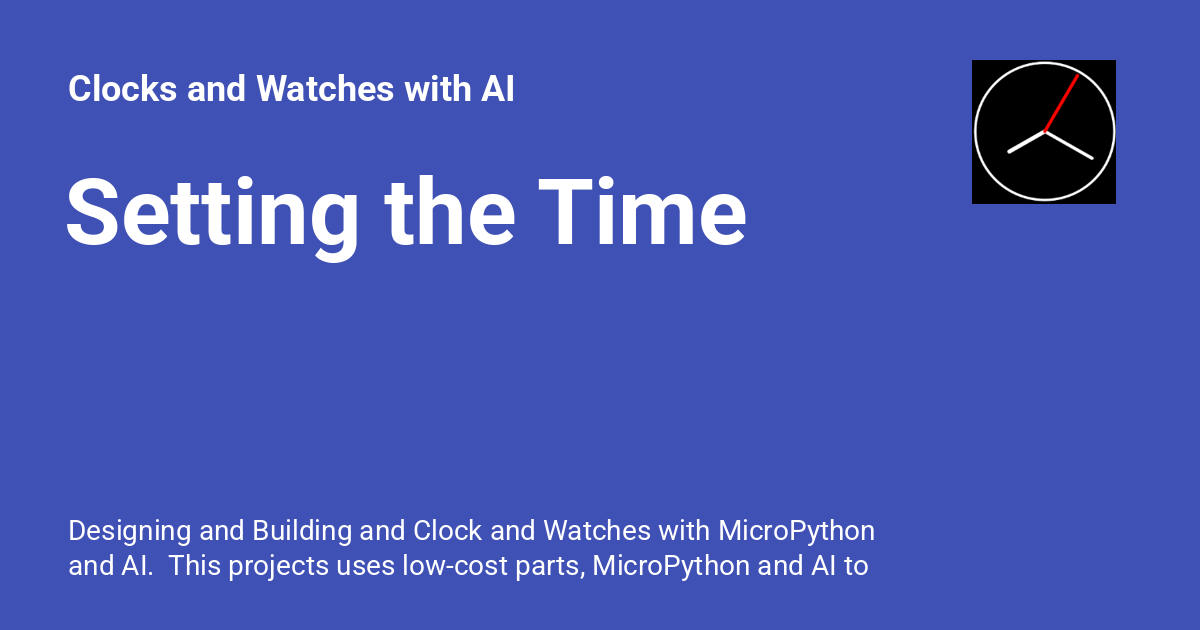 Clocks and Watches with AI
Setting the Time
Designing and Building and Clock and Watches with MicroPython
and AI.  This projects uses low-cost parts, MicroPython and AI to